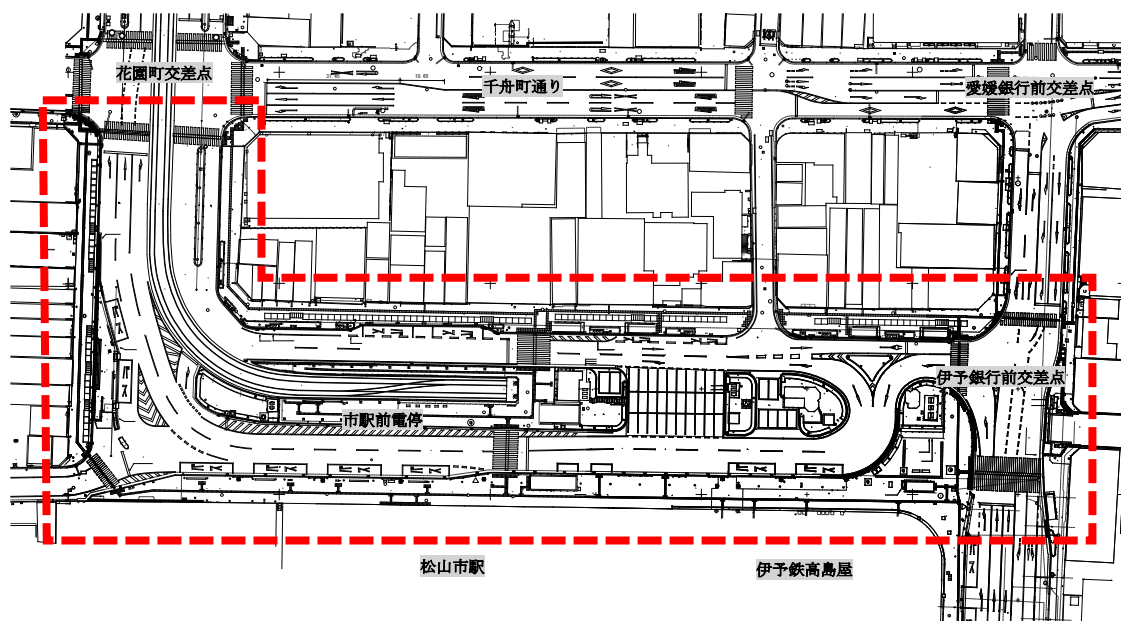 花園町交差点
千舟町通り
愛媛銀行前交差点
10.65
伊予銀行前交差点
市駅前電停
松山市駅
伊予鉄高島屋